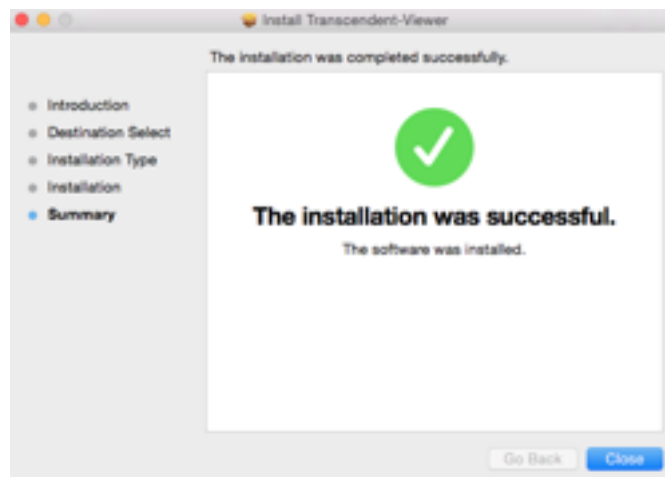 Install Transcendent-Viewer
The installation was completed successfully.
Introduction
Destination Select
Installation Type
Installation
Summary
The installation was successful.
The software was installed.
Go Back
Close